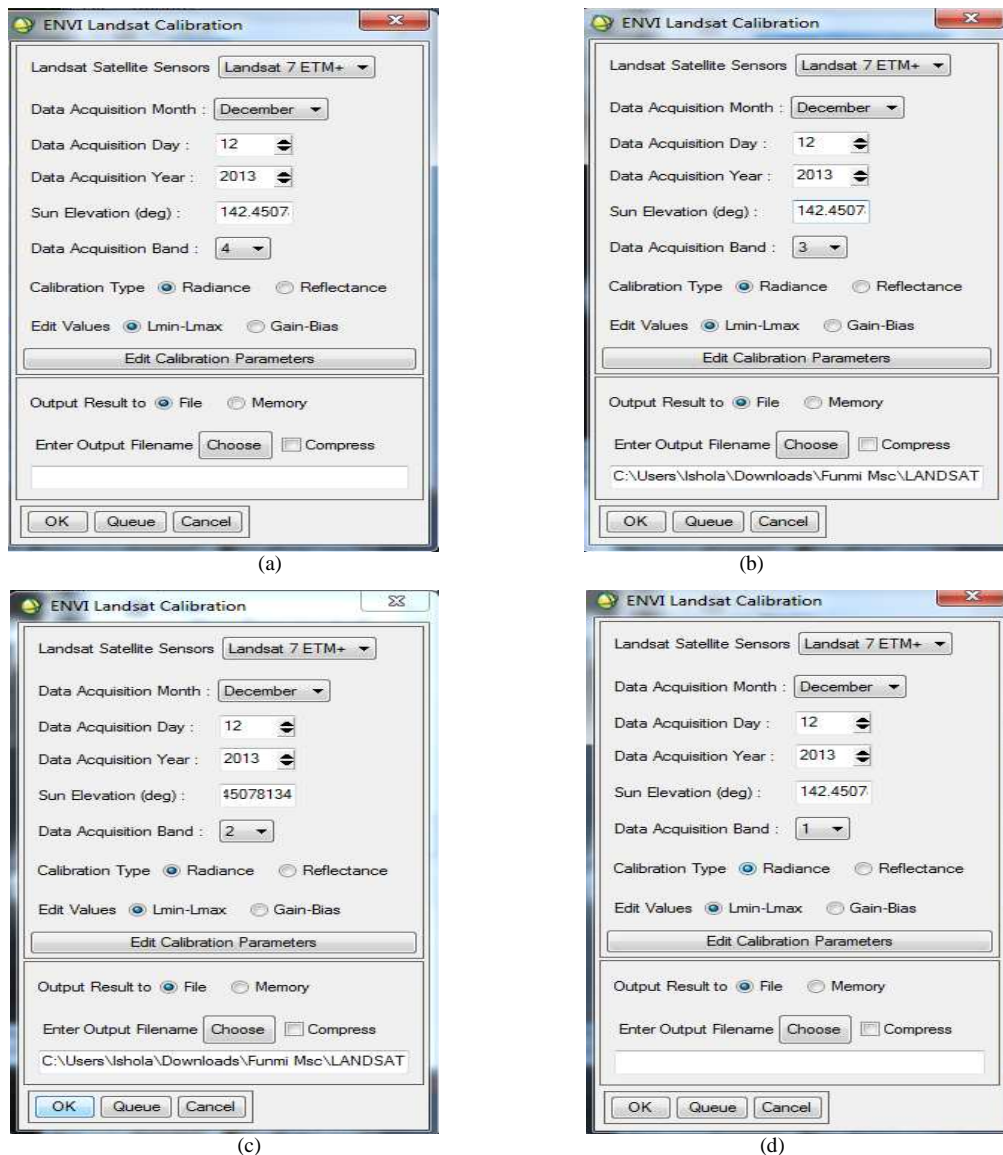 ENVI Landsat Calibration
Landsat Satellite Sensors Landsat 7 ETM+
Data Acquisition Month : December
Data Acquisition Day : 12
Data Acquisition Year : 2013
Sun Elevation (deg) : 142.4507
Data Acquisition Band : 4
Calibration Type Radiance Reflectance
Edit Values Lmin-Lmax Gain-Bias
Edit Calibration Parameters
Output Result to File Memory
Enter Output Filename Choose Compress
OK Queue Cancel
(a)
ENVI Landsat Calibration
Landsat Satellite Sensors Landsat 7 ETM+
Data Acquisition Month : December
Data Acquisition Day : 12
Data Acquisition Year : 2013
Sun Elevation (deg) : 142.4507
Data Acquisition Band : 3
Calibration Type Radiance Reflectance
Edit Values Lmin-Lmax Gain-Bias
Edit Calibration Parameters
Output Result to File Memory
Enter Output Filename Choose Compress
C:\Users\Ishola\Downloads\Funmi Msc\LANDSAT
OK Queue Cancel
(b)
ENVI Landsat Calibration
Landsat Satellite Sensors Landsat 7 ETM+
Data Acquisition Month : December
Data Acquisition Day : 12
Data Acquisition Year : 2013
Sun Elevation (deg) : 45078134
Data Acquisition Band : 2
Calibration Type Radiance Reflectance
Edit Values Lmin-Lmax Gain-Bias
Edit Calibration Parameters
Output Result to File Memory
Enter Output Filename Choose Compress
C:\Users\Ishola\Downloads\Funmi Msc\LANDSAT
OK Queue Cancel
(c)
ENVI Landsat Calibration
Landsat Satellite Sensors Landsat 7 ETM+
Data Acquisition Month : December
Data Acquisition Day : 12
Data Acquisition Year : 2013
Sun Elevation (deg) : 142.4507
Data Acquisition Band : 1
Calibration Type Radiance Reflectance
Edit Values Lmin-Lmax Gain-Bias
Edit Calibration Parameters
Output Result to File Memory
Enter Output Filename Choose Compress
OK Queue Cancel
(d)